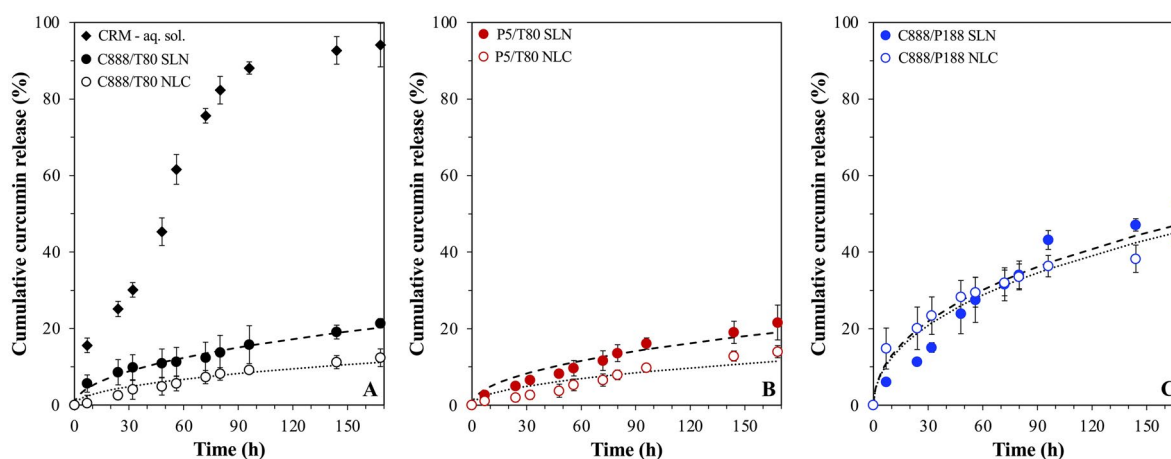 Cumulative curcumin release (%)
100
80
60
40
20
0
CRM - aq. sol.
C888/T80 SLN
C888/T80 NLC
A
0 30 60 90 120 150
Time (h)
Cumulative curcumin release (%)
100
80
60
40
20
0
P5/T80 SLN
P5/T80 NLC
B
0 30 60 90 120 150
Time (h)
Cumulative curcumin release (%)
100
80
60
40
20
0
C888/P188 SLN
C888/P188 NLC
C
0 30 60 90 120 150
Time (h)